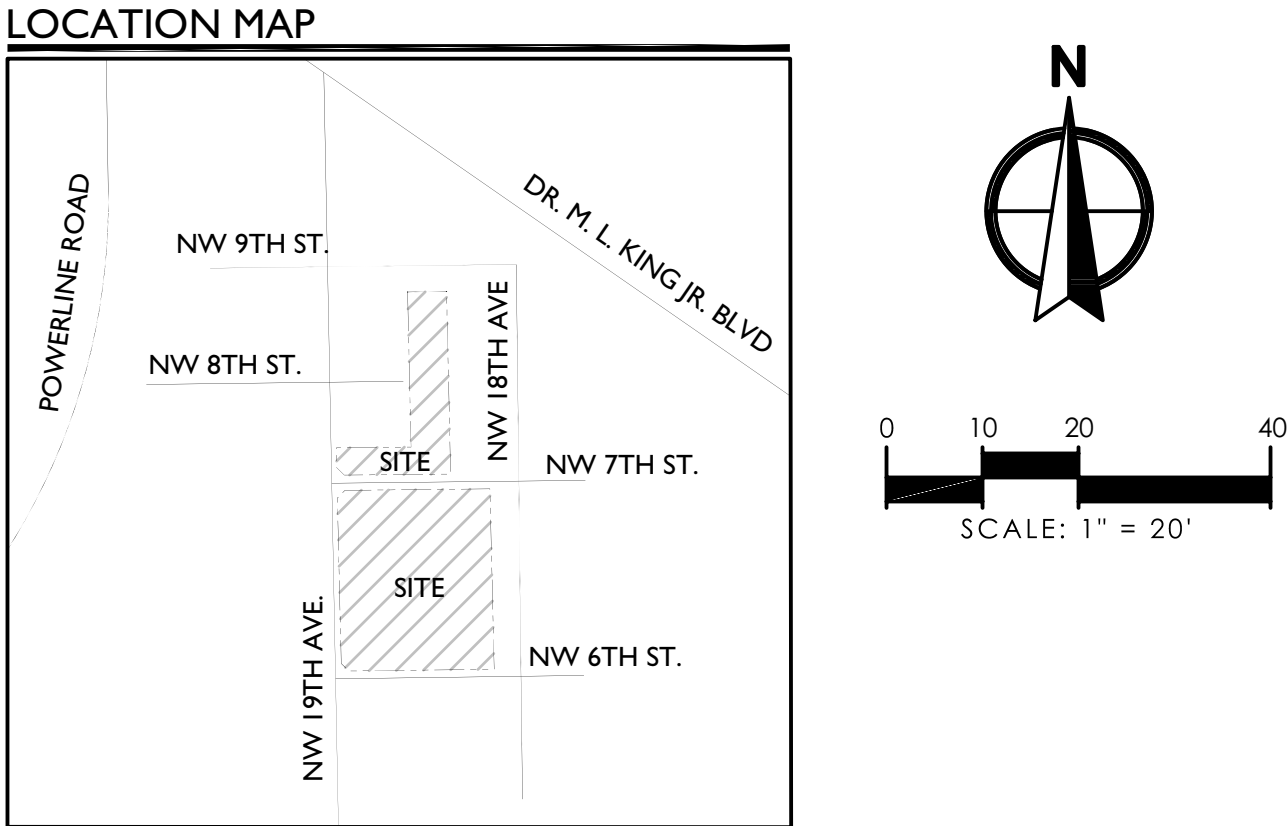 LOCATION MAP
N
POWERLINE ROAD
DR. M. L. KING JR. BLVD
NW 9TH ST.
NW 18TH AVE
NW 8TH ST.
0 10 20 40
SITE
NW 7TH ST.
SCALE: 1" = 20'
SITE
NW 19TH AVE.
NW 6TH ST.